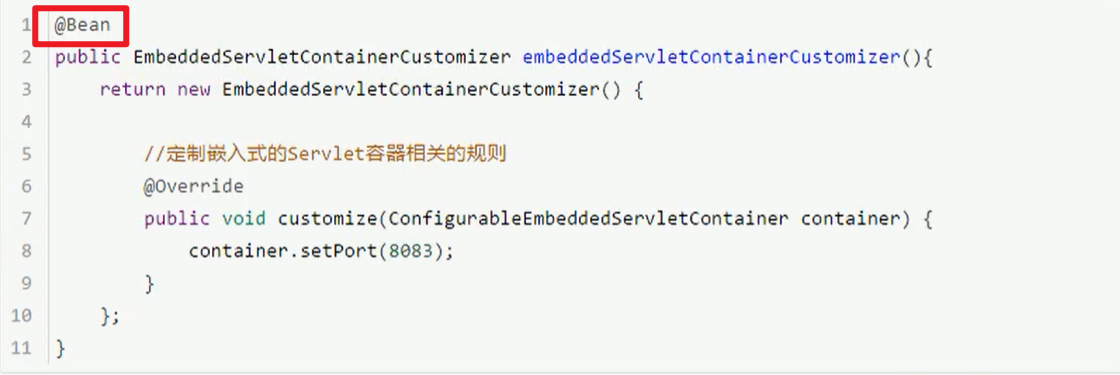 1 @Bean
2 public EmbeddedServletContainerCustomizer embeddedServletContainerCustomizer(){
3 return new EmbeddedServletContainerCustomizer() {
4
5 //定制嵌入式的Servlet容器相关的规则
6 @Override
7 public void customize(ConfigurableEmbeddedServletContainer container) {
8 container.setPort(8083);
9 }
10 };
11 }